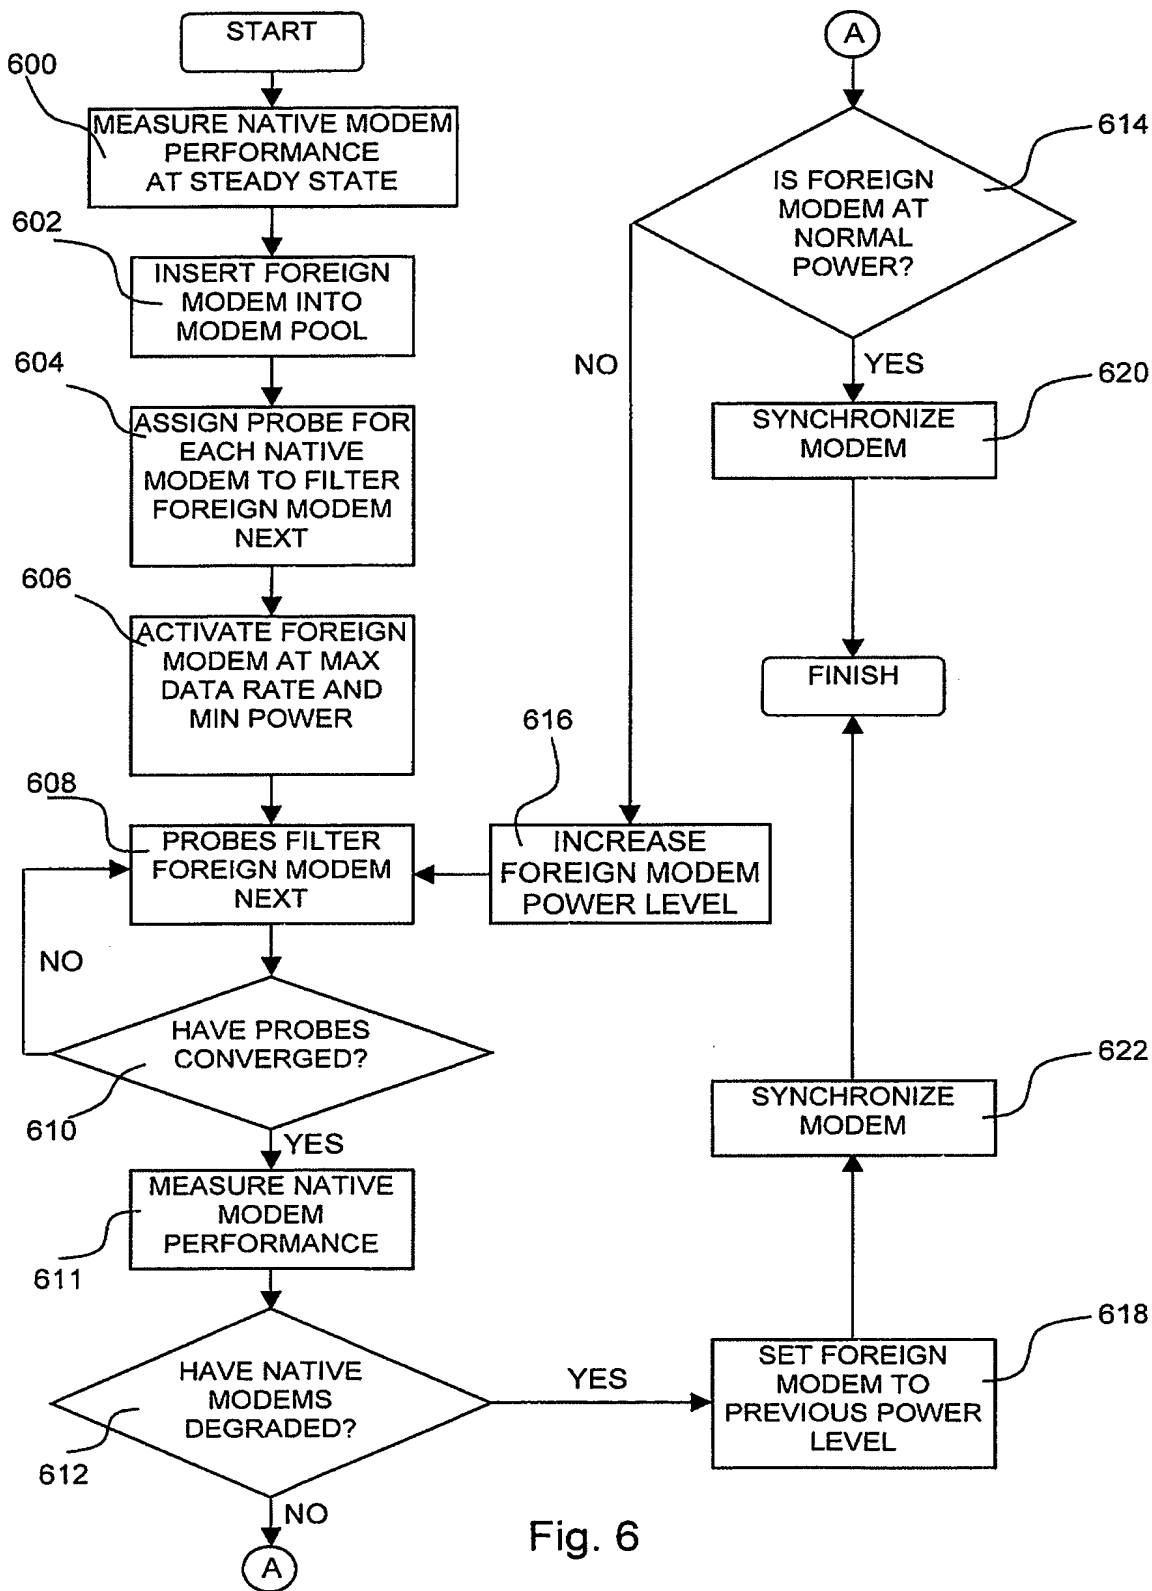 START
600
MEASURE NATIVE MODEM
PERFORMANCE
AT STEADY STATE
602
INSERT FOREIGN
MODEM INTO
MODEM POOL
604
ASSIGN PROBE FOR
EACH NATIVE
MODEM TO FILTER
FOREIGN MODEM
NEXT
606
ACTIVATE FOREIGN
MODEM AT MAX
DATA RATE AND
MIN POWER
608
PROBES FILTER
FOREIGN MODEM
NEXT
NO
HAVE PROBES
CONVERGED?
610
YES
MEASURE NATIVE
MODEM
PERFORMANCE
611
HAVE NATIVE
MODEMS
DEGRADED?
612
YES
NO
A
A
614
IS FOREIGN
MODEM AT
NORMAL
POWER?
NO
YES
620
SYNCHRONIZE
MODEM
FINISH
616
INCREASE
FOREIGN MODEM
POWER LEVEL
622
SYNCHRONIZE
MODEM
618
SET FOREIGN
MODEM TO
PREVIOUS POWER
LEVEL
Fig. 6